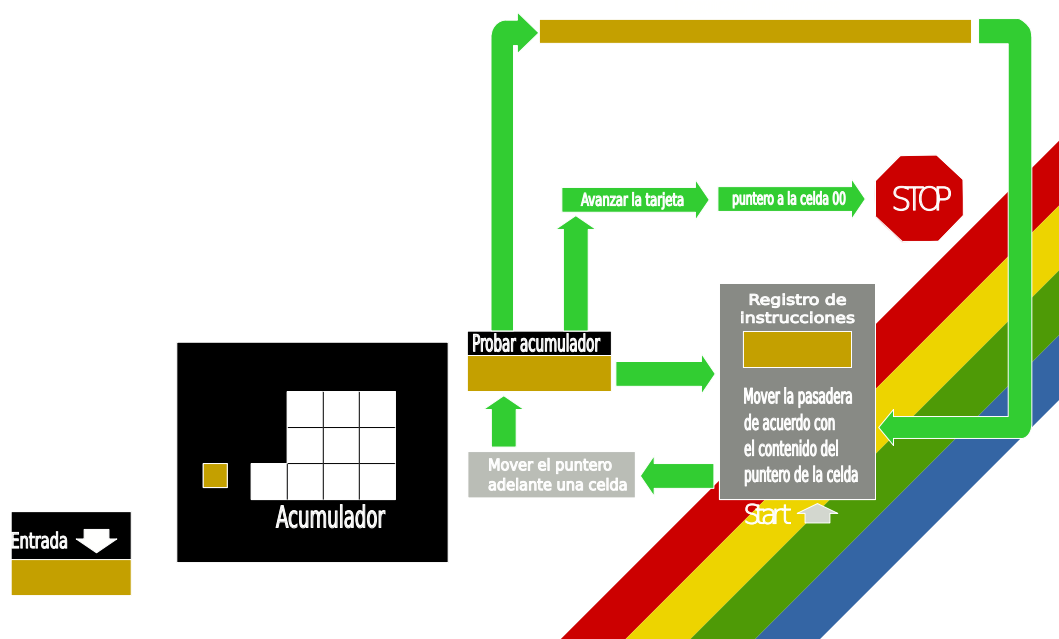 Avanzar la tarjeta
puntero a la celda 00
STOP
Registro de
instrucciones
Probar acumulador
Mover la pasadera
de acuerdo con
el contenido del
puntero de la celda
Mover el puntero
adelante una celda
Start
Acumulador
Entrada